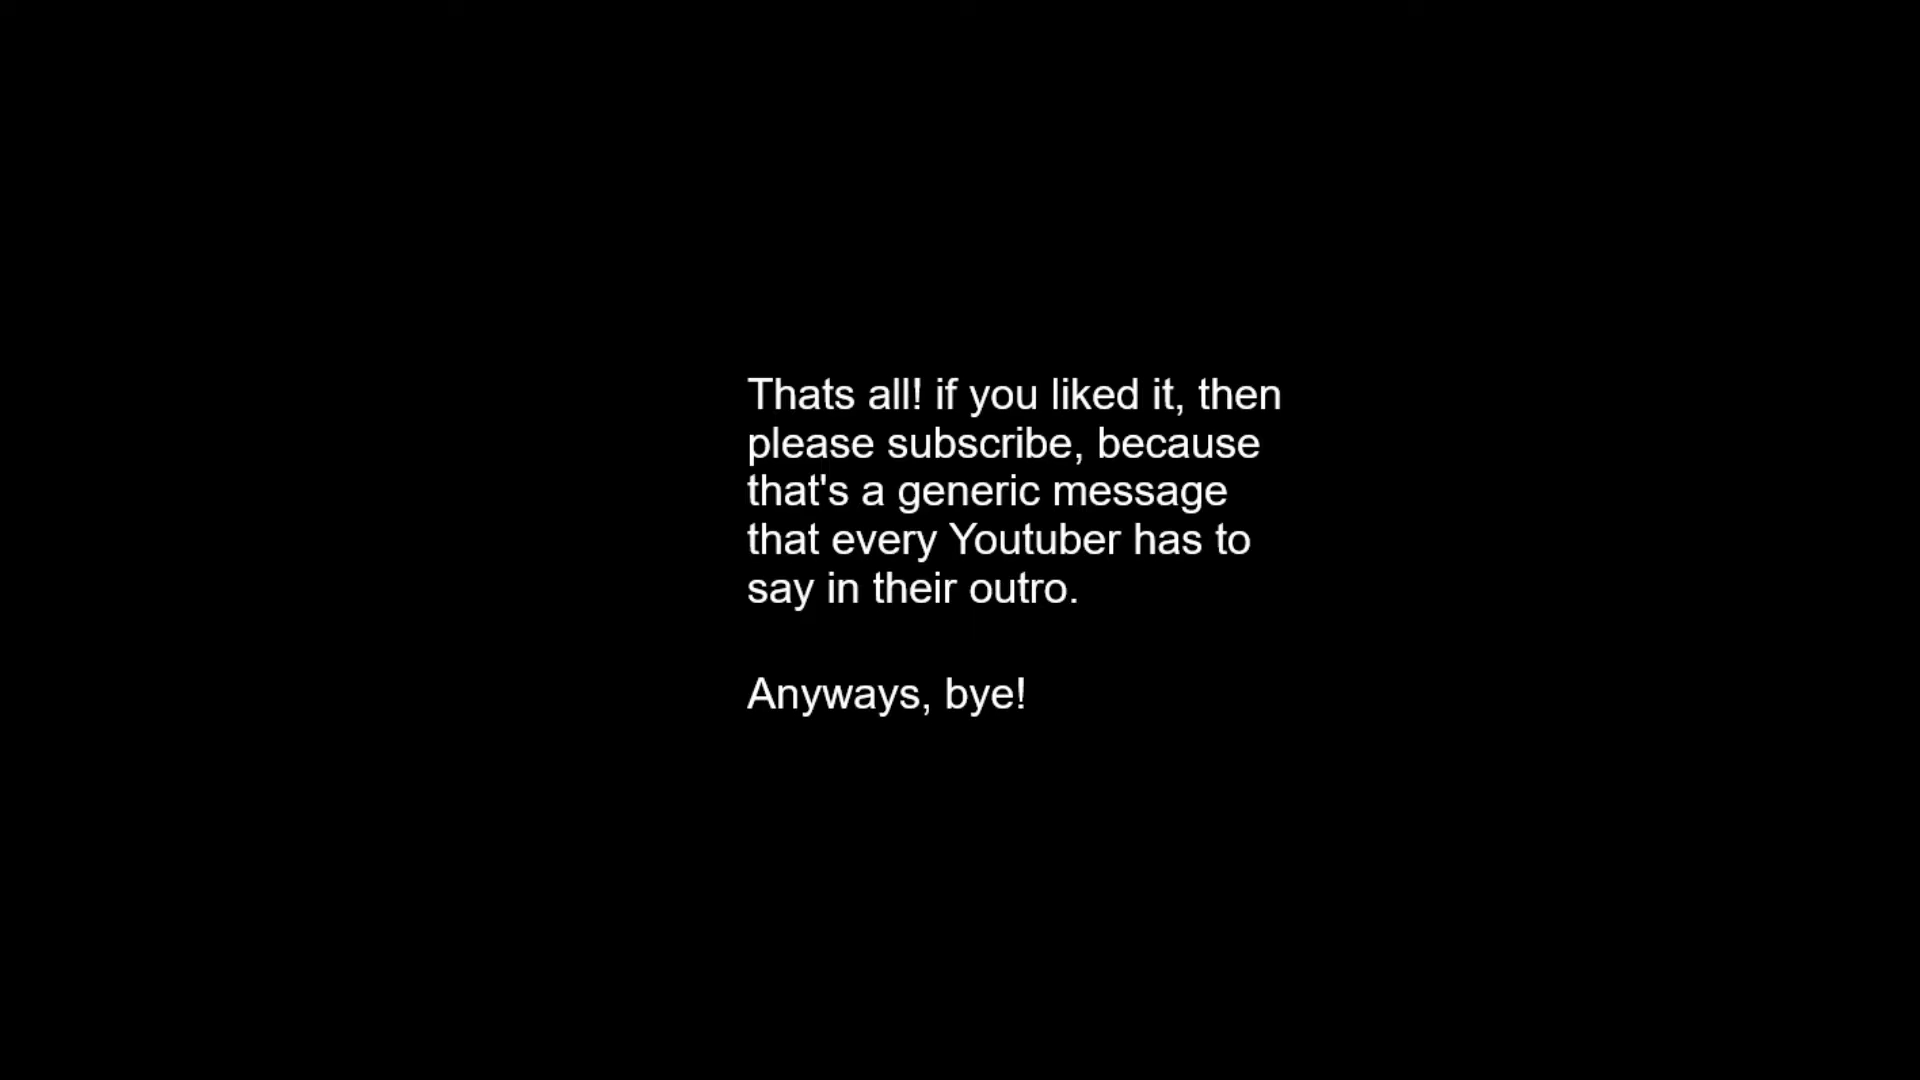 Thats all! if you liked it, then
please subscribe, because
that's a generic message
that every Youtuber has to
say in their outro.
Anyways, bye!